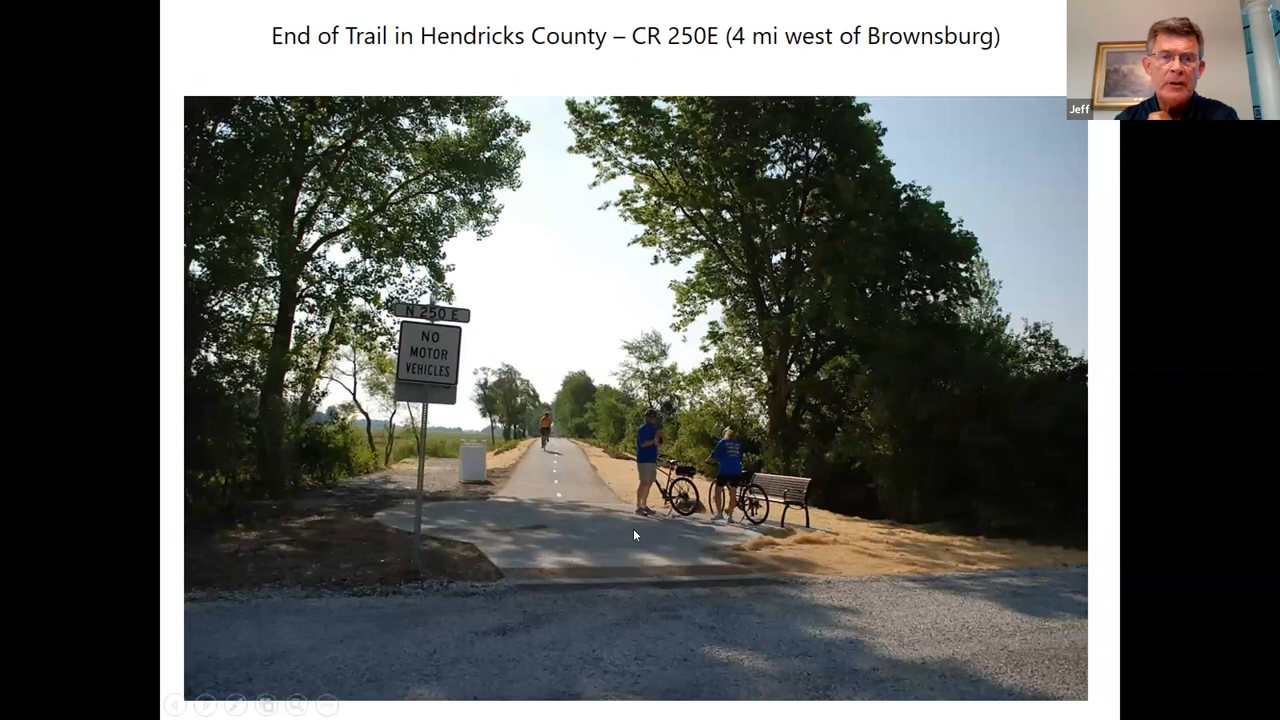 End of Trail in Hendricks County – CR 250E (4 mi west of Brownsburg)
Jeff
N 250 E
NO
MOTOR
VEHICLES